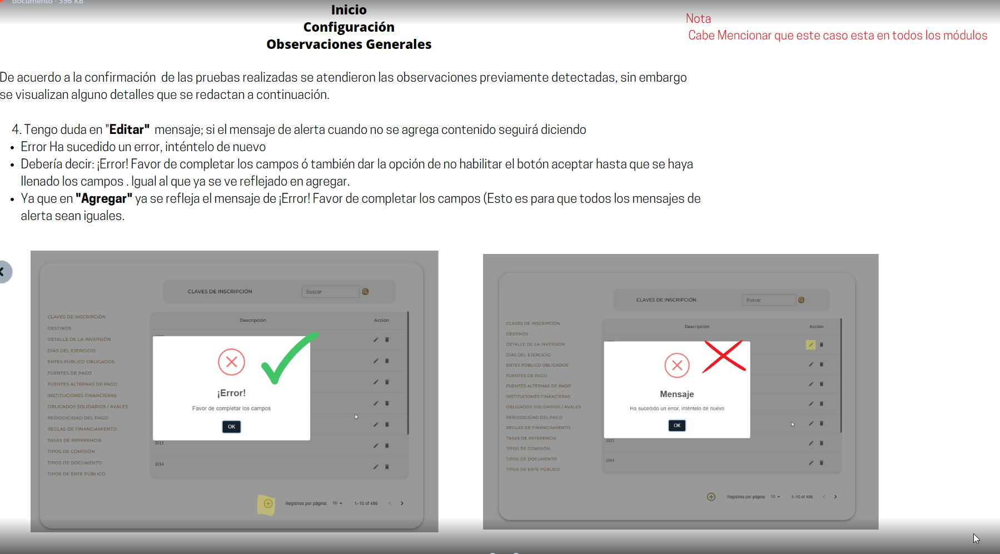 documento - 396 KB
Inicio
Configuración
Observaciones Generales
Nota
Cabe Mencionar que este caso esta en todos los módulos
De acuerdo a la confirmación de las pruebas realizadas se atendieron las observaciones previamente detectadas, sin embargo
se visualizan alguno detalles que se redactan a continuación.
4. Tengo duda en "Editar" mensaje; si el mensaje de alerta cuando no se agrega contenido seguirá diciendo
• Error Ha sucedido un error, inténtelo de nuevo
• Debería decir: ¡Error! Favor de completar los campos ó también dar la opción de no habilitar el botón aceptar hasta que se haya
llenado los campos . Igual al que ya se ve reflejado en agregar.
• Ya que en "Agregar" ya se refleja el mensaje de ¡Error! Favor de completar los campos (Esto es para que todos los mensajes de
alerta sean iguales.
CLAVES DE INSCRIPCIÓN
Buscar
CLAVES DE INSCRIPCIÓN
DESTINOS
DETALLE DE LA INVERSIÓN
DÍAS DEL EJERCICIO
ENTES PÚBLICO OBLIGADOS
FUENTES DE PAGO
FUENTES ALTERNAS DE PAGO
INSTITUCIONES FINANCIERAS
OBLIGADOS SOLIDARIOS / AVALES
PERIODICIDAD DEL PAGO
REGLAS DE FINANCIAMIENTO
TASAS DE REFERENCIA
TIPOS DE COMISIÓN
TIPOS DE DOCUMENTO
TIPOS DE ENTE PÚBLICO
Descripción
Acción
¡Error!
Favor de completar los campos
OK
1013
1014
Registros por página: 10 1–10 of 486
CLAVES DE INSCRIPCIÓN
Buscar
CLAVES DE INSCRIPCIÓN
DESTINOS
DETALLE DE LA INVERSIÓN
DÍAS DEL EJERCICIO
ENTES PÚBLICO OBLIGADOS
FUENTES DE PAGO
FUENTES ALTERNAS DE PAGO
INSTITUCIONES FINANCIERAS
OBLIGADOS SOLIDARIOS / AVALES
PERIODICIDAD DEL PAGO
REGLAS DE FINANCIAMIENTO
TASAS DE REFERENCIA
TIPOS DE COMISIÓN
TIPOS DE DOCUMENTO
TIPOS DE ENTE PÚBLICO
Descripción
Acción
Mensaje
Ha sucedido un error, inténtelo de nuevo
OK
1013
1014
Registros por página: 10 1–10 of 486